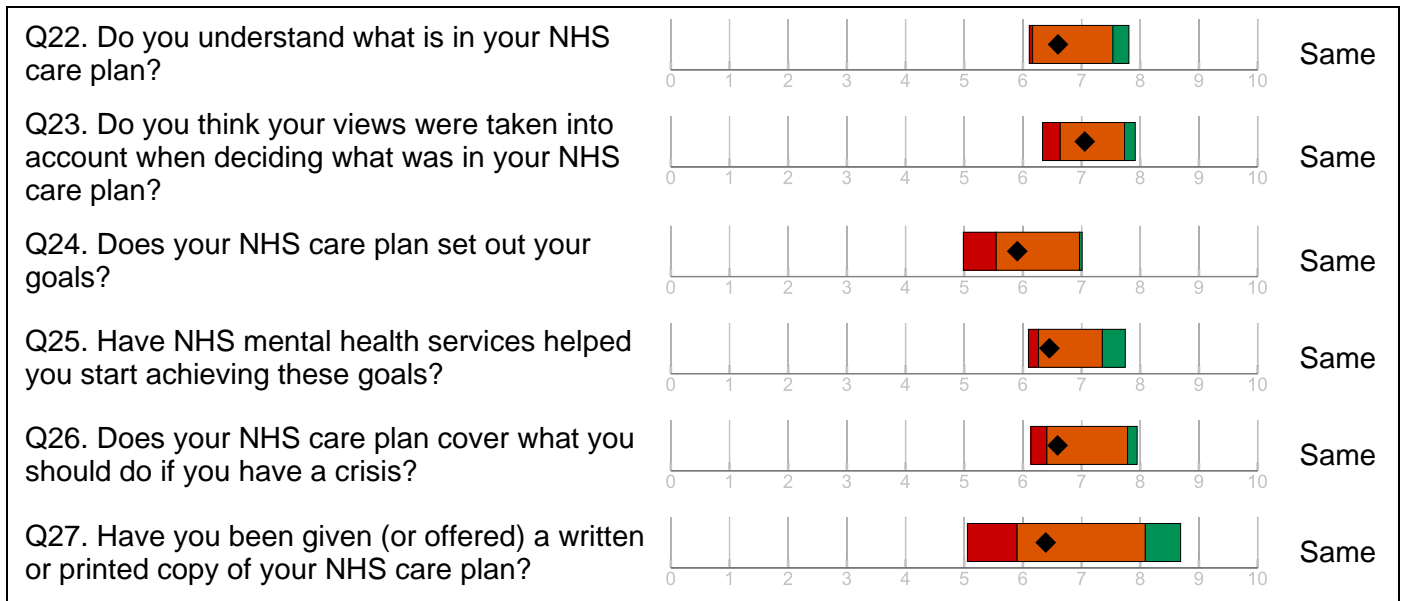 Q22. Do you understand what is in your NHS
care plan?
0 1 2 3 4 5 6 7 8 9 10
Same
Q23. Do you think your views were taken into
account when deciding what was in your NHS
care plan?
0 1 2 3 4 5 6 7 8 9 10
Same
Q24. Does your NHS care plan set out your
goals?
0 1 2 3 4 5 6 7 8 9 10
Same
Q25. Have NHS mental health services helped
you start achieving these goals?
0 1 2 3 4 5 6 7 8 9 10
Same
Q26. Does your NHS care plan cover what you
should do if you have a crisis?
0 1 2 3 4 5 6 7 8 9 10
Same
Q27. Have you been given (or offered) a written
or printed copy of your NHS care plan?
0 1 2 3 4 5 6 7 8 9 10
Same